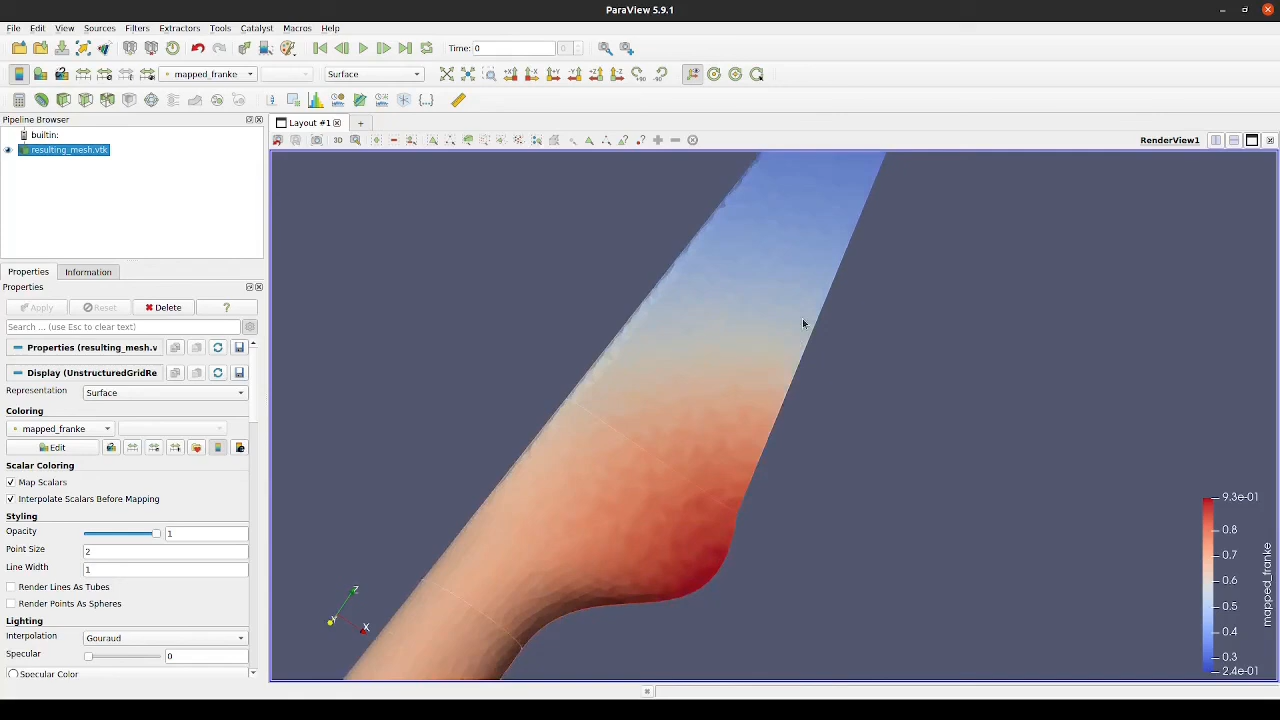 ParaView 5.9.1
File Edit View Sources Filters Extractors Tools Catalyst Macros Help
Time: 0 0
mapped_franke Surface
Pipeline Browser
Layout #1
builtin:
3D RenderView1
resulting_mesh.vtk
Properties Information
Properties
Apply Reset Delete ?
Search ... (use Esc to clear text)
Properties (resulting_mesh.v
Display (UnstructuredGridRe
Representation Surface
Coloring
mapped_franke
Edit
Scalar Coloring
Map Scalars
Interpolate Scalars Before Mapping
Styling
Opacity 1
Point Size 2
Line Width 1
Render Lines As Tubes
Render Points As Spheres
Lighting
Interpolation Gouraud
Specular 0
Specular Color
Z
Y
X
9.3e-01
0.8
0.7
0.6
0.5
0.4
0.3
2.4e-01
mapped_franke